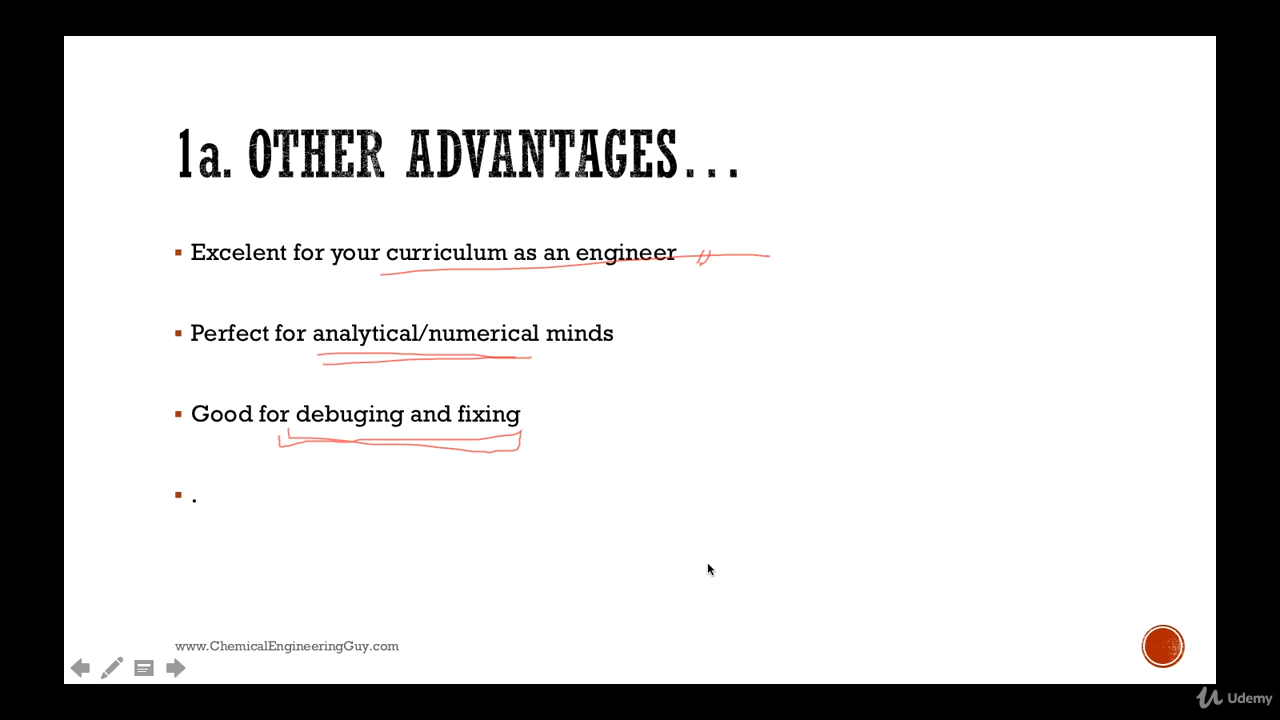 1a. OTHER ADVANTAGES...
Excelent for your curriculum as an engineer
Perfect for analytical/numerical minds
Good for debuging and fixing
.
www.ChemicalEngineeringGuy.com
Udemy